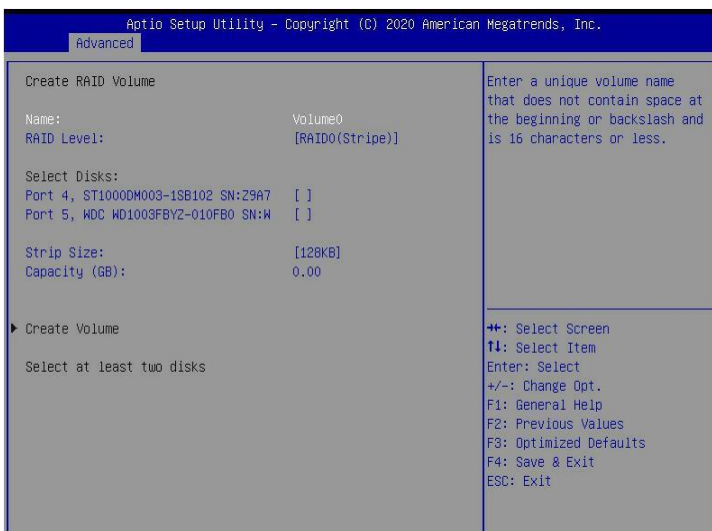 Aptio Setup Utility – Copyright (C) 2020 American Megatrends, Inc.
Advanced
Create RAID Volume
Name: Volume0
RAID Level: [RAID0(Stripe)]
Select Disks:
Port 4, ST1000DM003-1SB102 SN:Z9A7 [ ]
Port 5, WDC WD1003FBYZ-010FB0 SN:W [ ]
Strip Size: [128KB]
Capacity (GB): 0.00
▶ Create Volume
Select at least two disks
Enter a unique volume name
that does not contain space at
the beginning or backslash and
is 16 characters or less.
→←: Select Screen
↑↓: Select Item
Enter: Select
+/-: Change Opt.
F1: General Help
F2: Previous Values
F3: Optimized Defaults
F4: Save & Exit
ESC: Exit